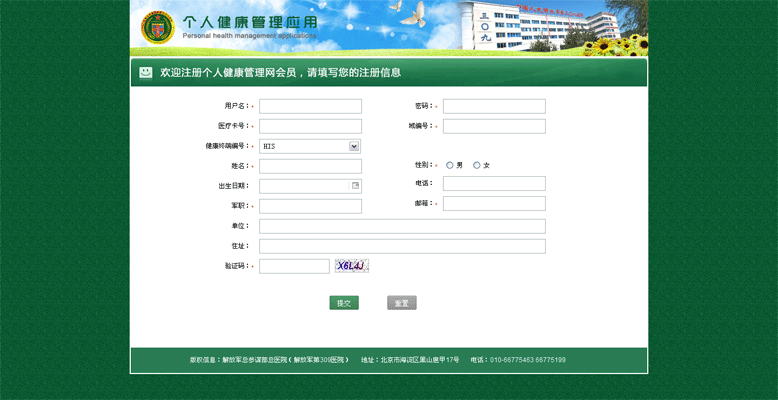 个人健康管理应用
Personal health management applications
三〇九
欢迎注册个人健康管理网会员，请填写您的注册信息
用户名：* 密码：*
医疗卡号：* 域编号：*
健康终端编号：* HIS
姓名：* 性别：* 男 女
出生日期： 电话：
军职：* 邮箱：*
单位：
住址：
验证码：* X6L4J
提交 重置
版权信息：解放军总参谋部总医院（解放军第309医院） 地址：北京市海淀区黑山扈甲17号 电话：010-66775463 66775199